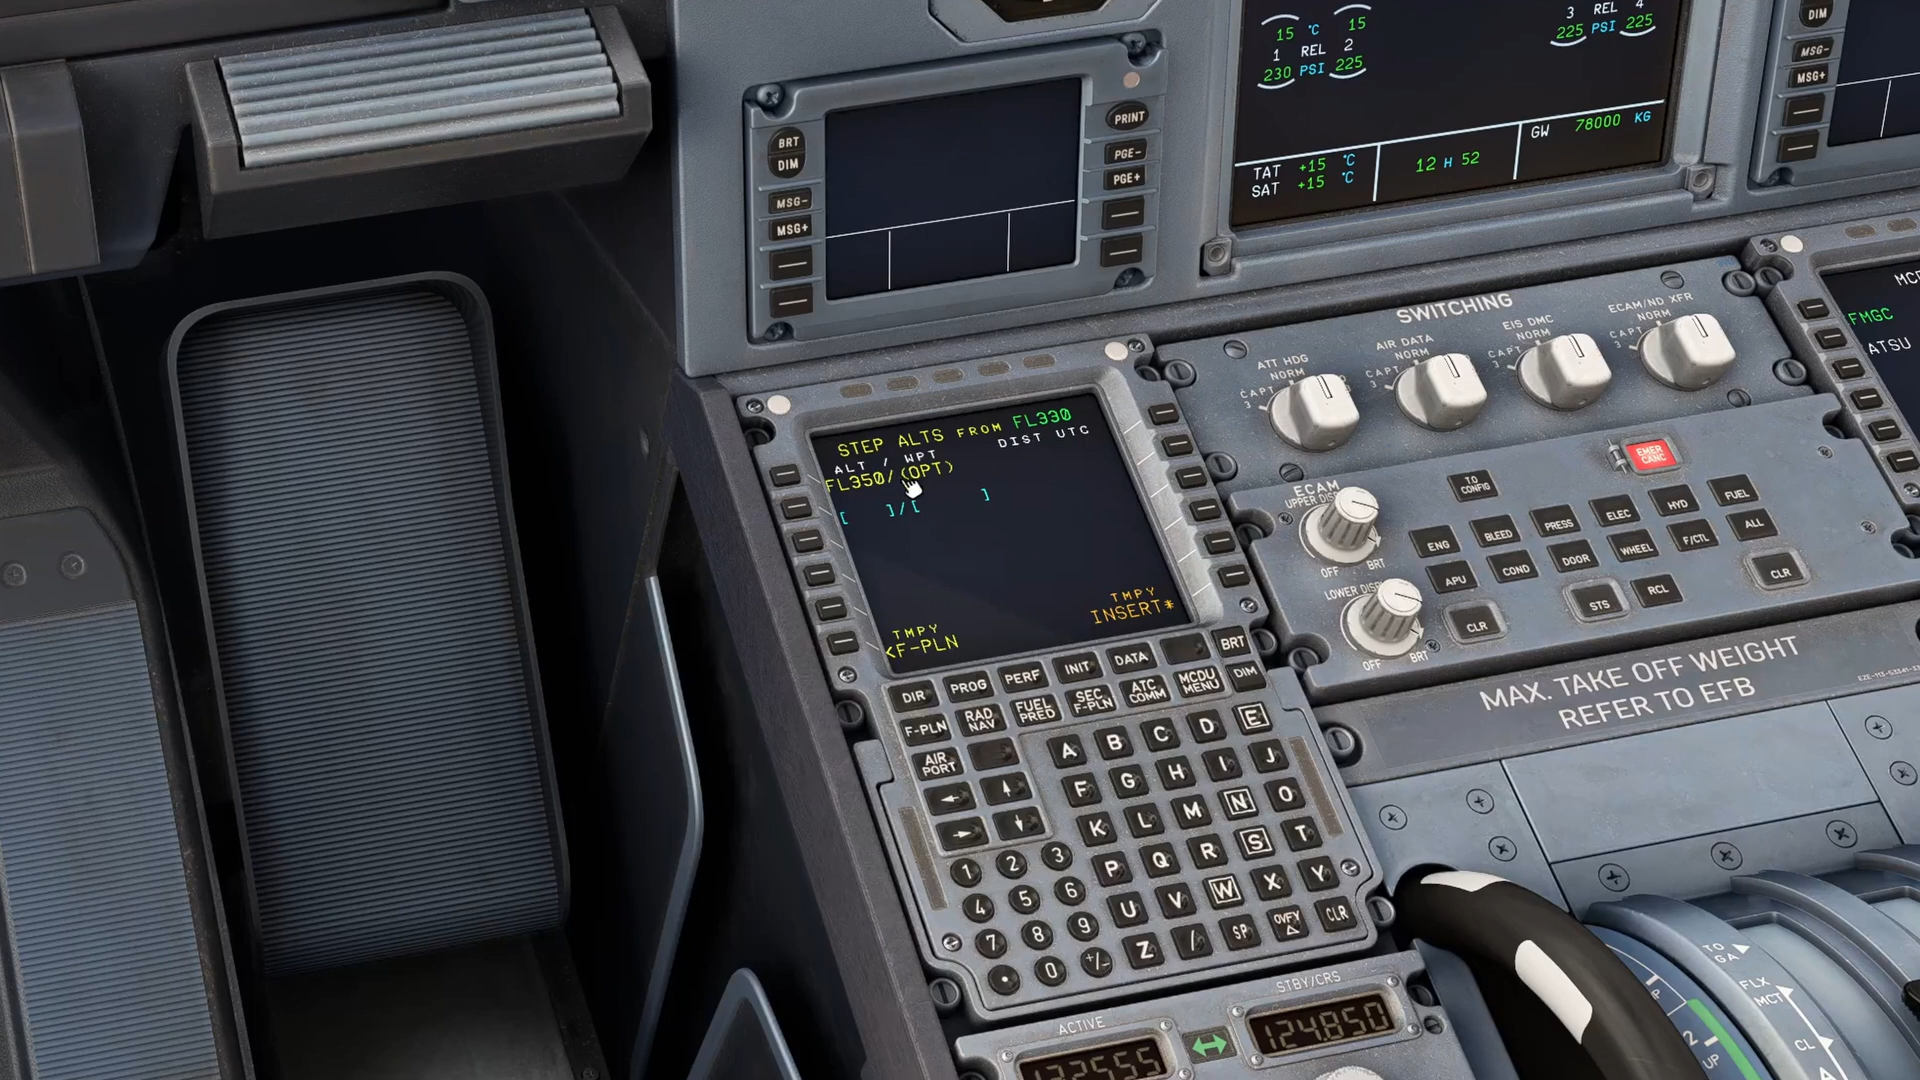 15 °C 15
1 REL 2
230 PSI 225
3 REL 4
225 PSI 225
TAT +15 °C
SAT +15 °C
12 H 52
GW 78000 KG
BRT
DIM
MSG-
MSG+
PRINT
PGE-
PGE+
DIM
MSG-
MSG+
SWITCHING
ATT HDG
NORM
CAPT
3
AIR DATA
NORM
CAPT
3
EIS DMC
NORM
CAPT
3
ECAM/ND XFR
NORM
CAPT
FMGC
ATSU
STEP ALTS FROM FL330
ALT / WPT DIST UTC
FL350/(OPT)
[ ]/[ ]
TMPY
INSERT*
TMPY
<F-PLN
ECAM
OFF BRT
LOWER
OFF BRT
TO
CONFIG
EMER
CANC
ENG BLEED PRESS ELEC HYD FUEL
APU COND DOOR WHEEL F/CTL ALL
CLR STS RCL CLR
MAX. TAKE OFF WEIGHT
REFER TO EFB
DIR PROG PERF INIT DATA BRT
F-PLN RAD NAV FUEL PRED SEC F-PLN ATC COMM MCDU MENU DIM
AIR PORT
← ↑
→ ↓
A B C D E
F G H I J
K L M N O
P Q R S T
U V W X Y
Z / SP OVFY Δ CLR
1 2 3
4 5 6
7 8 9
. 0 +/-
ACTIVE
STBY/CRS
124.850
TO
GA
FLX
MCT
CL
A
2
UP